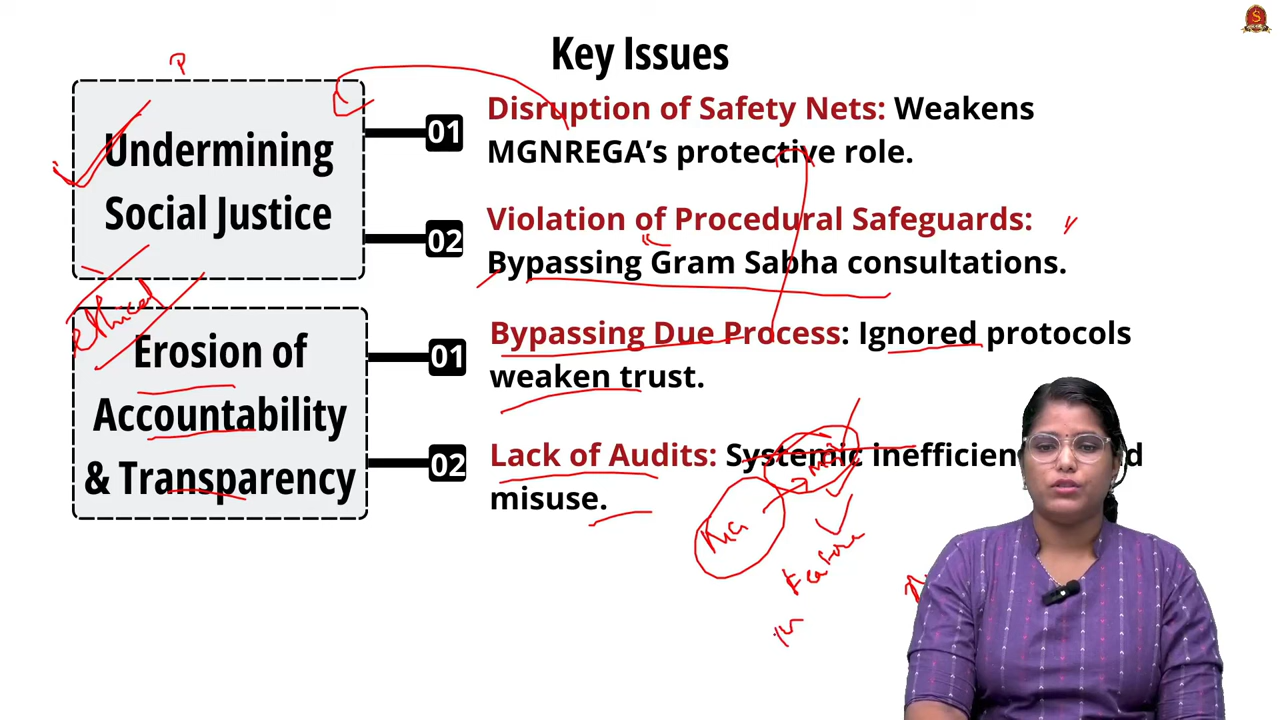 Key Issues
Undermining
Social Justice
01
Disruption of Safety Nets: Weakens
MGNREGA’s protective role.
02
Violation of Procedural Safeguards:
Bypassing Gram Sabha consultations.
ethical
Erosion of
Accountability
& Transparency
01
Bypassing Due Process: Ignored protocols
weaken trust.
02
Lack of Audits: Systemic
misuse.